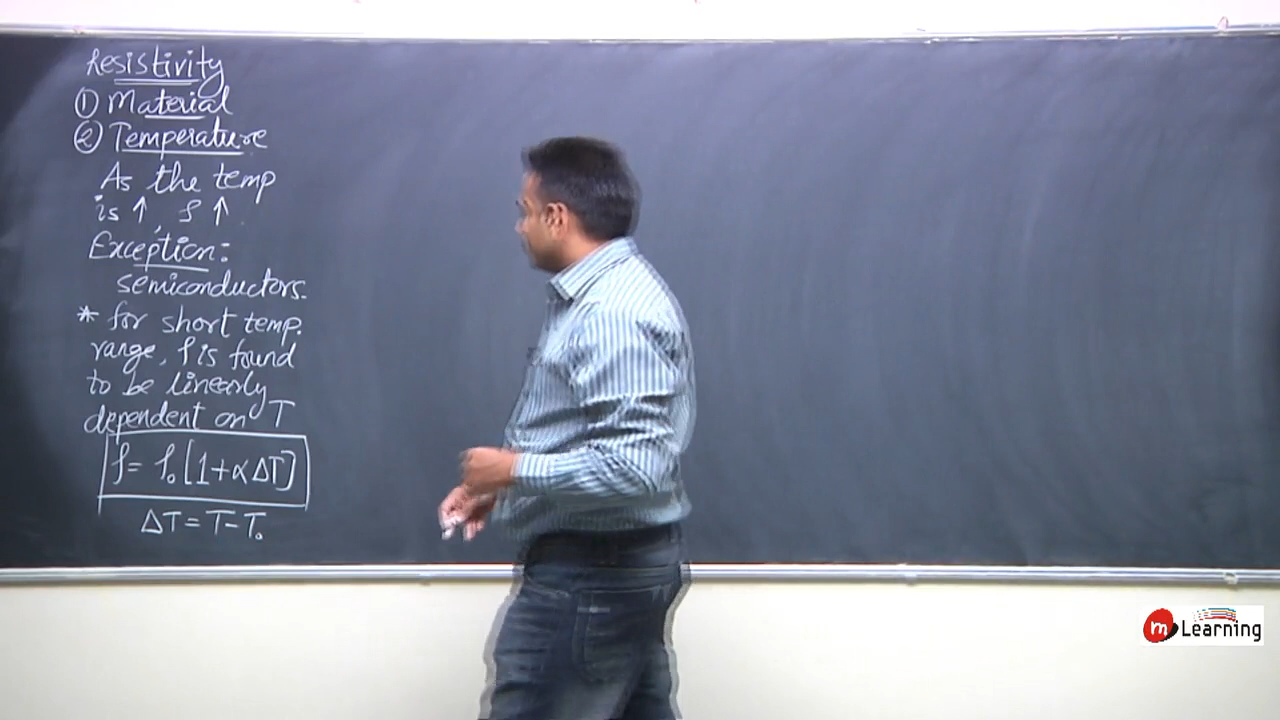 Resistivity
① Material
② Temperature
As the temp
is ↑, ρ ↑
Exception:
semiconductors.
* for short temp.
range, ρ is found
to be linearly
dependent on T
ρ = ρ₀ [1+α ΔT]
ΔT = T - T₀
m Learning